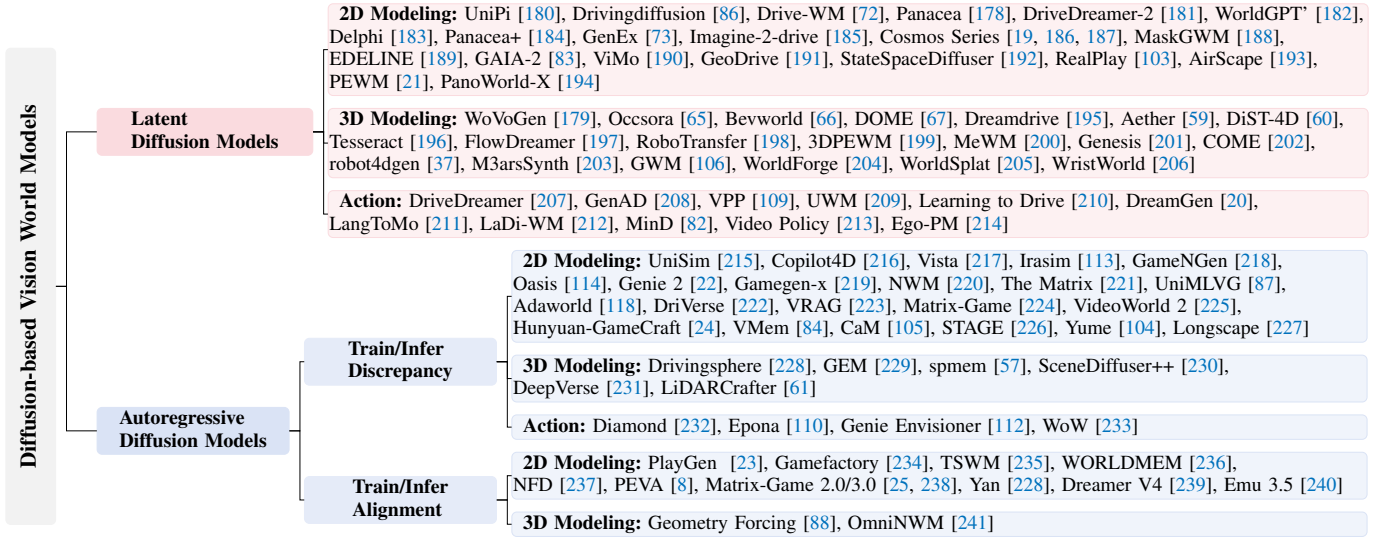 Diffusion-based Vision World Models
Latent
Diffusion Models
2D Modeling: UniPi [180], Drivingdiffusion [86], Drive-WM [72], Panacea [178], DriveDreamer-2 [181], WorldGPT' [182],
Delphi [183], Panacea+ [184], GenEx [73], Imagine-2-drive [185], Cosmos Series [19, 186, 187], MaskGWM [188],
EDELINE [189], GAIA-2 [83], ViMo [190], GeoDrive [191], StateSpaceDiffuser [192], RealPlay [103], AirScape [193],
PEWM [21], PanoWorld-X [194]
3D Modeling: WoVoGen [179], Occsora [65], Bevworld [66], DOME [67], Dreamdrive [195], Aether [59], DiST-4D [60],
Tesseract [196], FlowDreamer [197], RoboTransfer [198], 3DPEWM [199], MeWM [200], Genesis [201], COME [202],
robot4dgen [37], M3arsSynth [203], GWM [106], WorldForge [204], WorldSplat [205], WristWorld [206]
Action: DriveDreamer [207], GenAD [208], VPP [109], UWM [209], Learning to Drive [210], DreamGen [20],
LangToMo [211], LaDi-WM [212], MinD [82], Video Policy [213], Ego-PM [214]
Autoregressive
Diffusion Models
Train/Infer
Discrepancy
2D Modeling: UniSim [215], Copilot4D [216], Vista [217], Irasim [113], GameNGen [218],
Oasis [114], Genie 2 [22], Gamegen-x [219], NWM [220], The Matrix [221], UniMLVG [87],
Adaworld [118], DriVerse [222], VRAG [223], Matrix-Game [224], VideoWorld 2 [225],
Hunyuan-GameCraft [24], VMem [84], CaM [105], STAGE [226], Yume [104], Longscape [227]
3D Modeling: Drivingsphere [228], GEM [229], spmem [57], SceneDiffuser++ [230],
DeepVerse [231], LiDARCrafter [61]
Action: Diamond [232], Epona [110], Genie Envisioner [112], WoW [233]
Train/Infer
Alignment
2D Modeling: PlayGen [23], Gamefactory [234], TSWM [235], WORLDMEM [236],
NFD [237], PEVA [8], Matrix-Game 2.0/3.0 [25, 238], Yan [228], Dreamer V4 [239], Emu 3.5 [240]
3D Modeling: Geometry Forcing [88], OmniNWM [241]